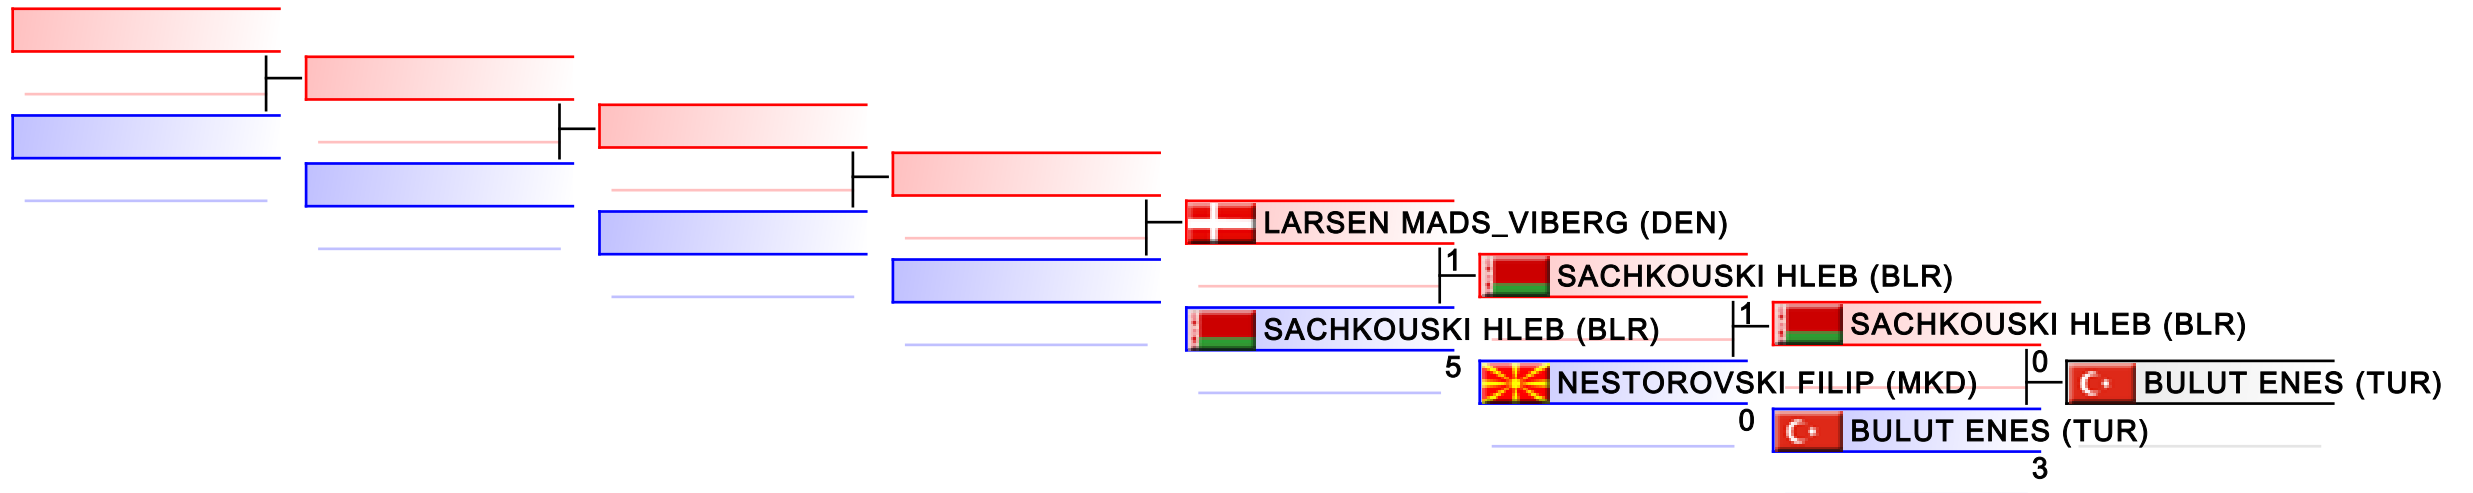 LARSEN MADS_VIBERG (DEN)
1
SACHKOUSKI HLEB (BLR)
5
SACHKOUSKI HLEB (BLR)
1
NESTOROVSKI FILIP (MKD)
0
SACHKOUSKI HLEB (BLR)
0
BULUT ENES (TUR)
3
BULUT ENES (TUR)